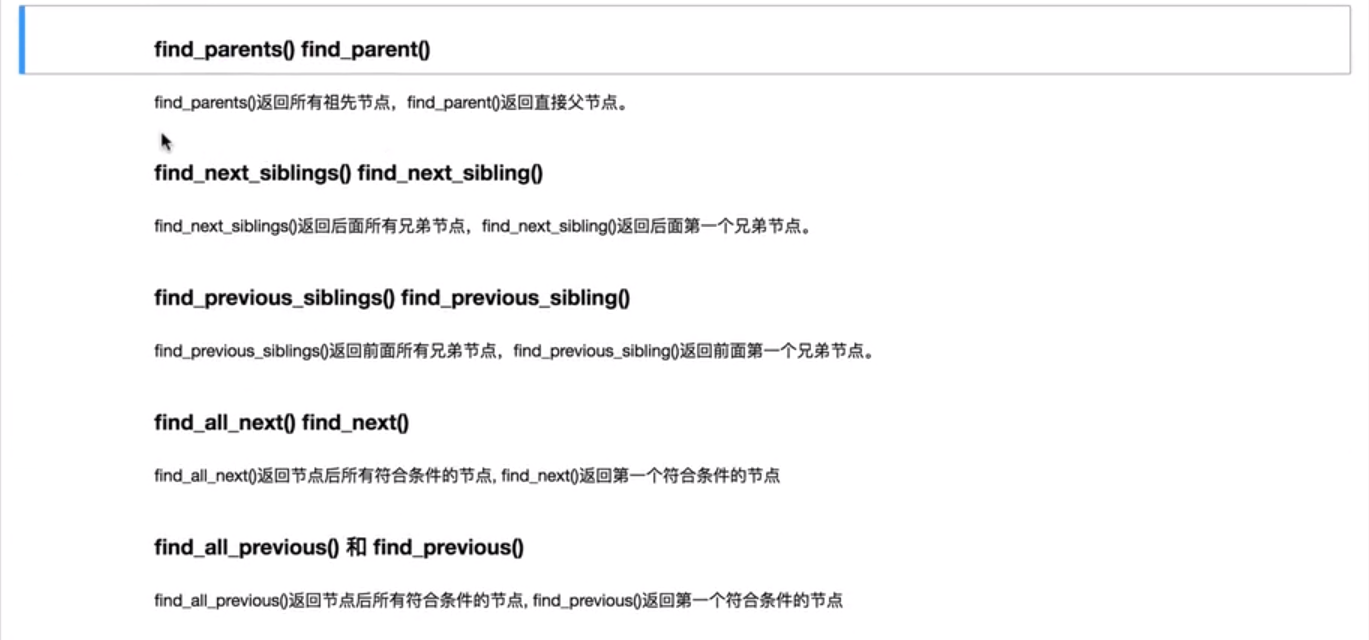 find_parents() find_parent()
find_parents()返回所有祖先节点，find_parent()返回直接父节点。
find_next_siblings() find_next_sibling()
find_next_siblings()返回后面所有兄弟节点，find_next_sibling()返回后面第一个兄弟节点。
find_previous_siblings() find_previous_sibling()
find_previous_siblings()返回前面所有兄弟节点，find_previous_sibling()返回前面第一个兄弟节点。
find_all_next() find_next()
find_all_next()返回节点后所有符合条件的节点, find_next()返回第一个符合条件的节点
find_all_previous() 和 find_previous()
find_all_previous()返回节点后所有符合条件的节点, find_previous()返回第一个符合条件的节点